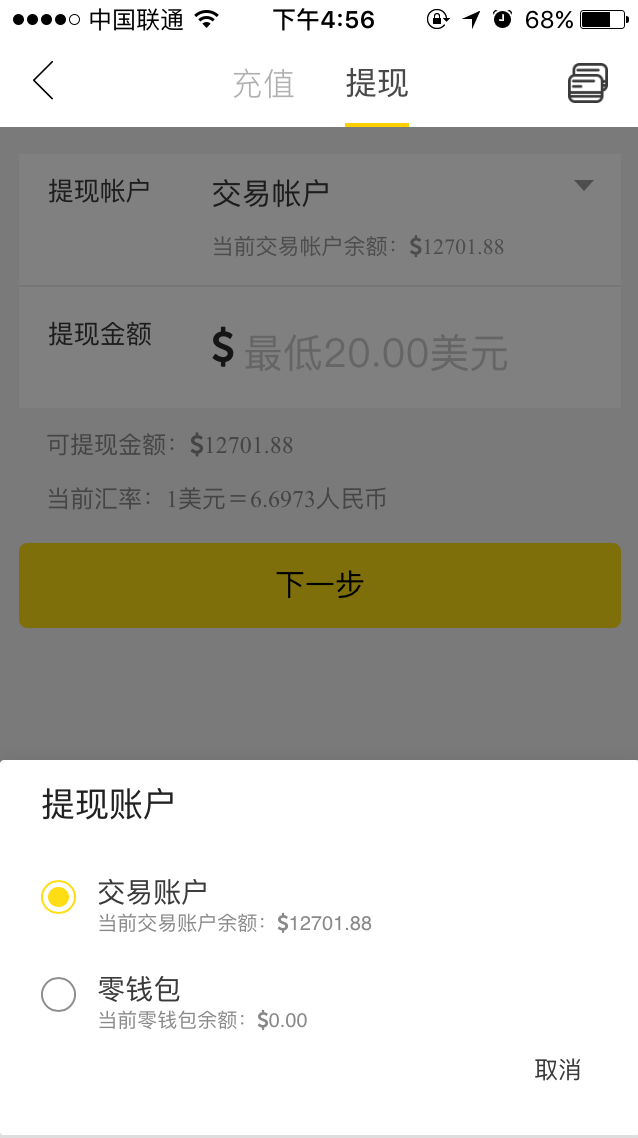 中国联通 下午4:56 68%
充值 提现
提现帐户 交易帐户
当前交易帐户余额：$12701.88
提现金额 $ 最低20.00美元
可提现金额：$12701.88
当前汇率：1美元＝6.6973人民币
下一步
提现账户
交易账户
当前交易账户余额：$12701.88
零钱包
当前零钱包余额：$0.00
取消